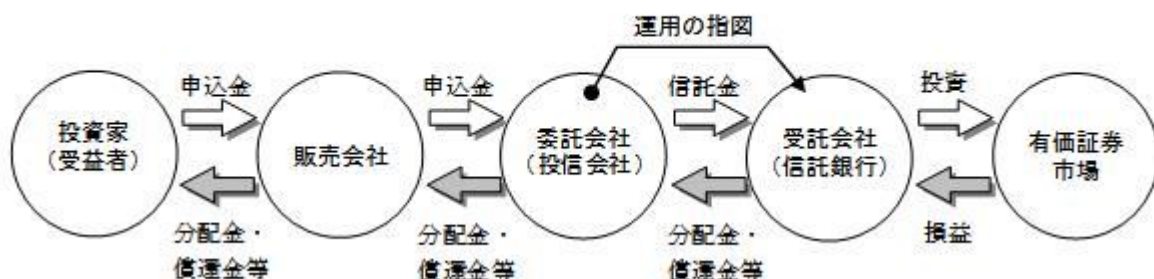 運用の指図
申込金
申込金
信託金
投資
投資家
(受益者)
販売会社
委託会社
(投信会社)
受託会社
(信託銀行)
有価証券
市場
分配金・
償還金等
分配金・
償還金等
分配金・
償還金等
損益